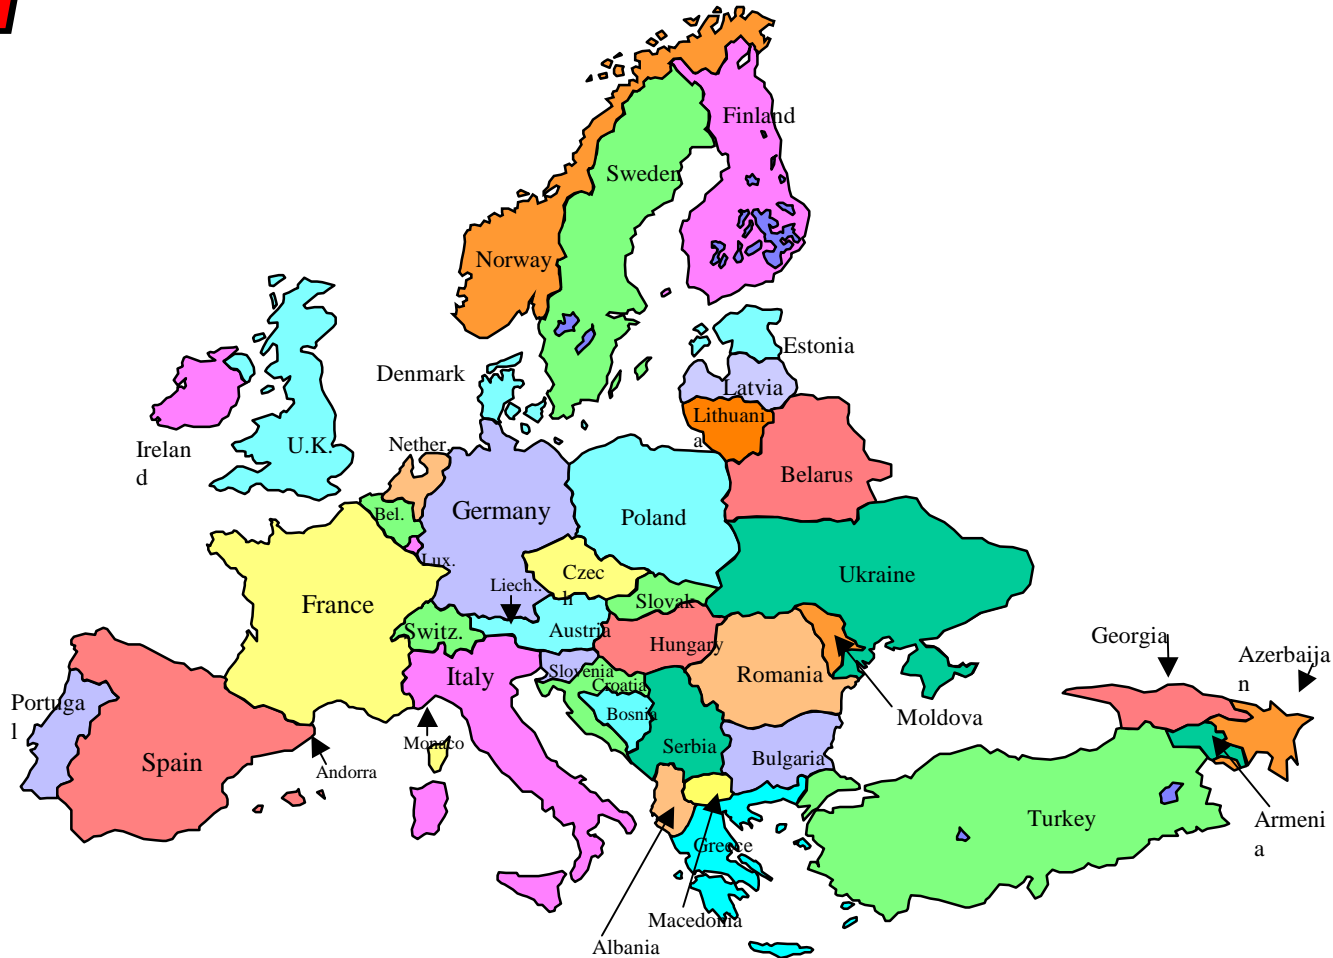 Finland
Sweden
Norway
Estonia
Denmark
Latvia
Lithuani
a
Nether.
U.K.
Irelan
d
Belarus
Bel.
Germany
Poland
Lux.
Czec
h
Ukraine
Liech..
France
Slovak
Switz.
Austria
Hungary
Georgia
Azerbaija
n
Italy
Slovenia
Croatia
Romania
Portuga
l
Bosnia
Moldova
Monaco
Serbia
Spain
Andorra
Bulgaria
Turkey
Armeni
a
Greece
Macedonia
Albania